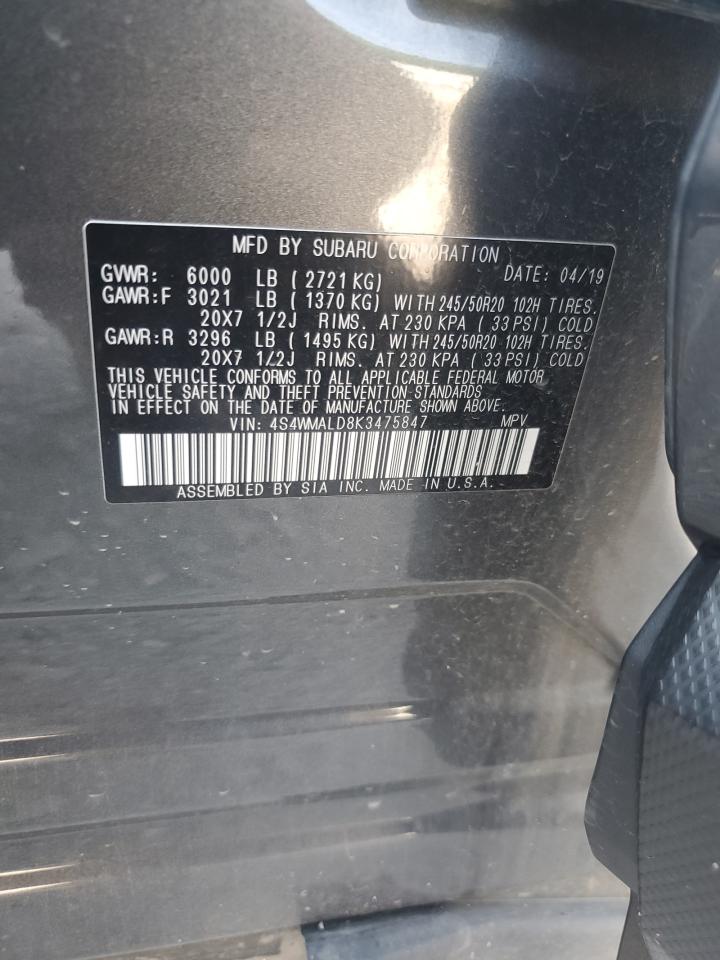 MFD BY SUBARU CORPORATION
GVWR: 6000 LB ( 2721 KG) DATE: 04/19
GAWR:F 3021 LB ( 1370 KG) WITH 245/50R20 102H TIRES.
20X7 1/2J RIMS. AT 230 KPA ( 33 PSI) COLD
GAWR:R 3296 LB ( 1495 KG) WITH 245/50R20 102H TIRES.
20X7 1/2J RIMS. AT 230 KPA ( 33 PSI) COLD
THIS VEHICLE CONFORMS TO ALL APPLICABLE FEDERAL MOTOR
VEHICLE SAFETY AND THEFT PREVENTION STANDARDS
IN EFFECT ON THE DATE OF MANUFACTURE SHOWN ABOVE.
VIN: 4S4WMALD8K3475847 MPV
ASSEMBLED BY SIA INC. MADE IN U.S.A.